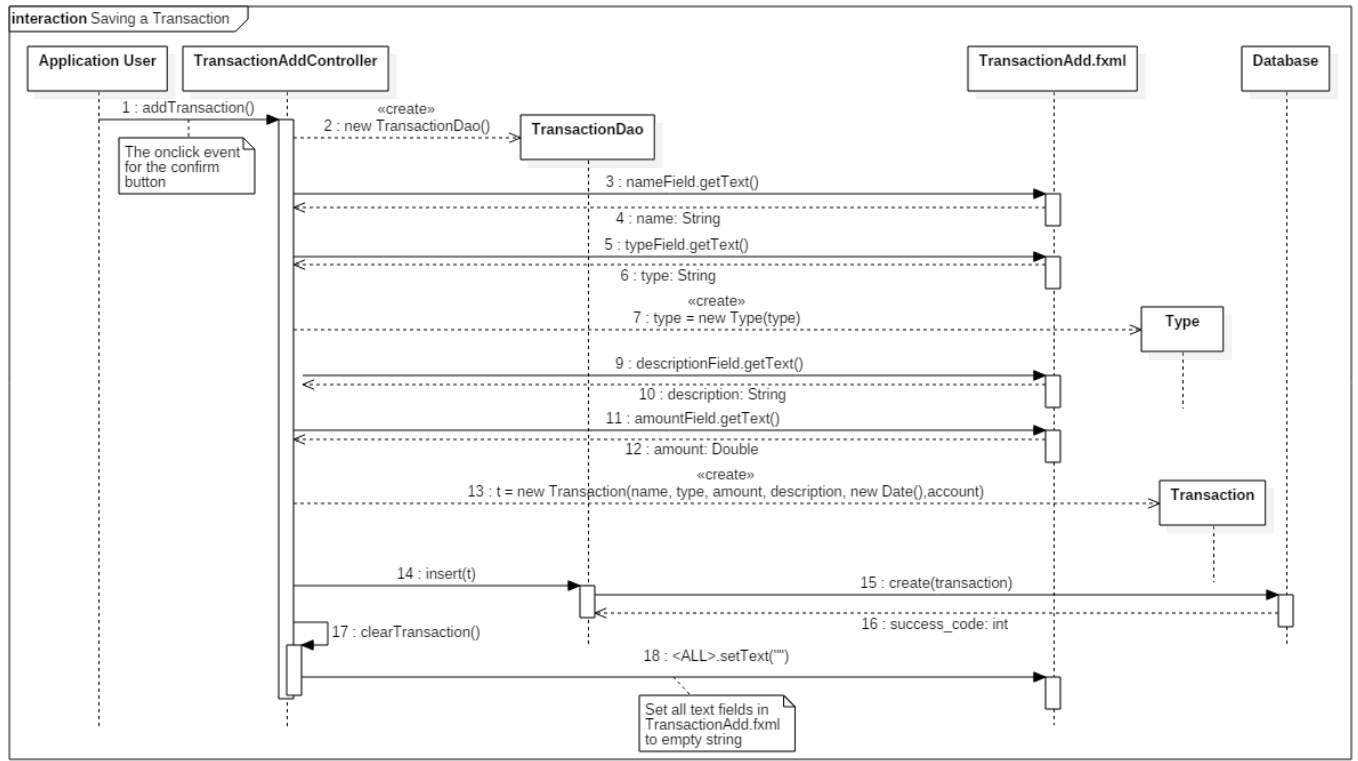 interaction Saving a Transaction
Application User
TransactionAddController
TransactionAdd.fxml
Database
1 : addTransaction()
«create»
2 : new TransactionDao()
TransactionDao
The onclick event
for the confirm
button
3 : nameField.getText()
4 : name: String
5 : typeField.getText()
6 : type: String
«create»
7 : type = new Type(type)
Type
9 : descriptionField.getText()
10 : description: String
11 : amountField.getText()
12 : amount: Double
«create»
13 : t = new Transaction(name, type, amount, description, new Date(),account)
Transaction
14 : insert(t)
15 : create(transaction)
16 : success_code: int
17 : clearTransaction()
18 : <ALL>.setText("")
Set all text fields in
TransactionAdd.fxml
to empty string